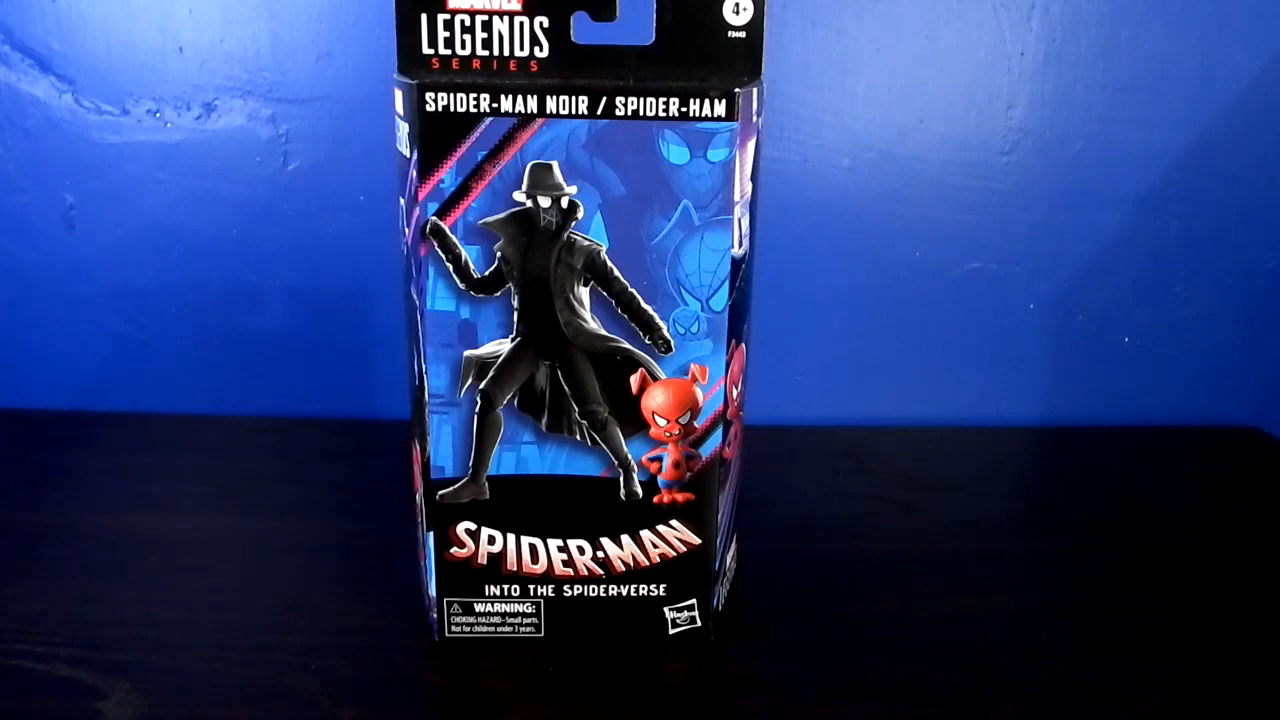 MARVEL
LEGENDS
SERIES
4+
F3443
SPIDER-MAN NOIR / SPIDER-HAM
SPIDER-MAN
INTO THE SPIDER-VERSE
WARNING:
CHOKING HAZARD–Small parts.
Not for children under 3 years.
Hasbro